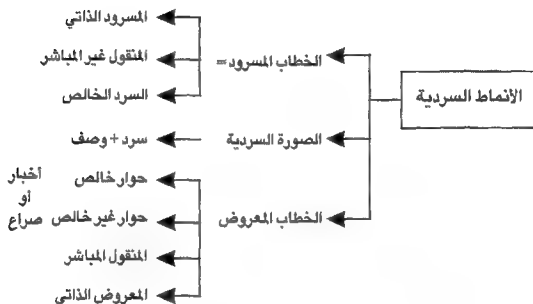 الأنماط السردية
الخطاب المسرود=
المسرود الذاتي
المنقول غير المباشر
السرد الخالص
الصورة السردية
سرد+وصف
الخطاب المعروض
حوار خالص
حوار غير خالص
المنقول المباشر
المعروض الذاتي
أخبار
أو
صراع